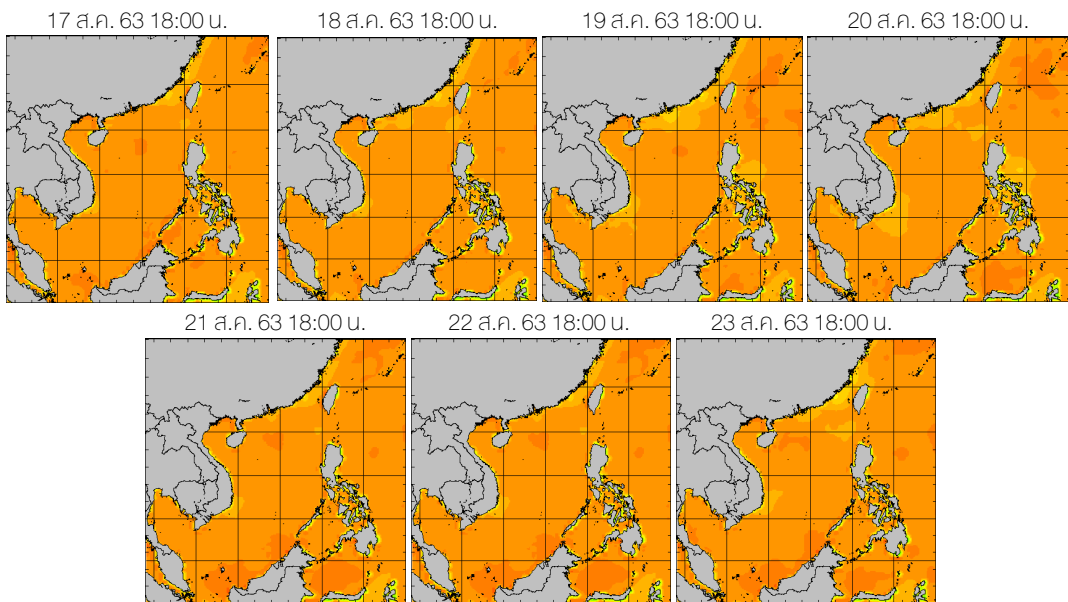 17 ส.ค. 63 18:00 น.
18 ส.ค. 63 18:00 น.
19 ส.ค. 63 18:00 น.
20 ส.ค. 63 18:00 น.
21 ส.ค. 63 18:00 น.
22 ส.ค. 63 18:00 น.
23 ส.ค. 63 18:00 น.